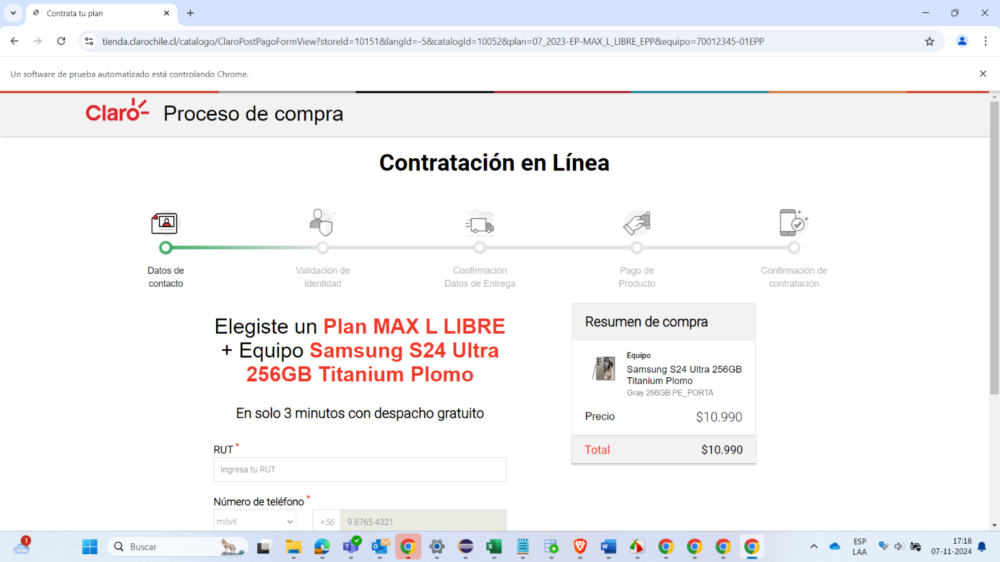 Contrata tu plan
tienda.clarochile.cl/catalogo/ClaroPostPagoFormView?storeId=10151&langId=-5&catalogId=10052&plan=07_2023-EP-MAX_L_LIBRE_EPP&equipo=70012345-01EPP
Un software de prueba automatizado está controlando Chrome.
Claro Proceso de compra
Contratación en Línea
Datos de
contacto
Validación de
identidad
Confirmación
Datos de Entrega
Pago de
Producto
Confirmación de
contratación
Elegiste un Plan MAX L LIBRE
+ Equipo Samsung S24 Ultra
256GB Titanium Plomo
En solo 3 minutos con despacho gratuito
RUT *
Ingresa tu RUT
Número de teléfono *
móvil
+56
9 8765 4321
Resumen de compra
Equipo
Samsung S24 Ultra 256GB
Titanium Plomo
Gray 256GB PE_PORTA
Precio $10.990
Total $10.990
1
Buscar
ESP
LAA
17:18
07-11-2024